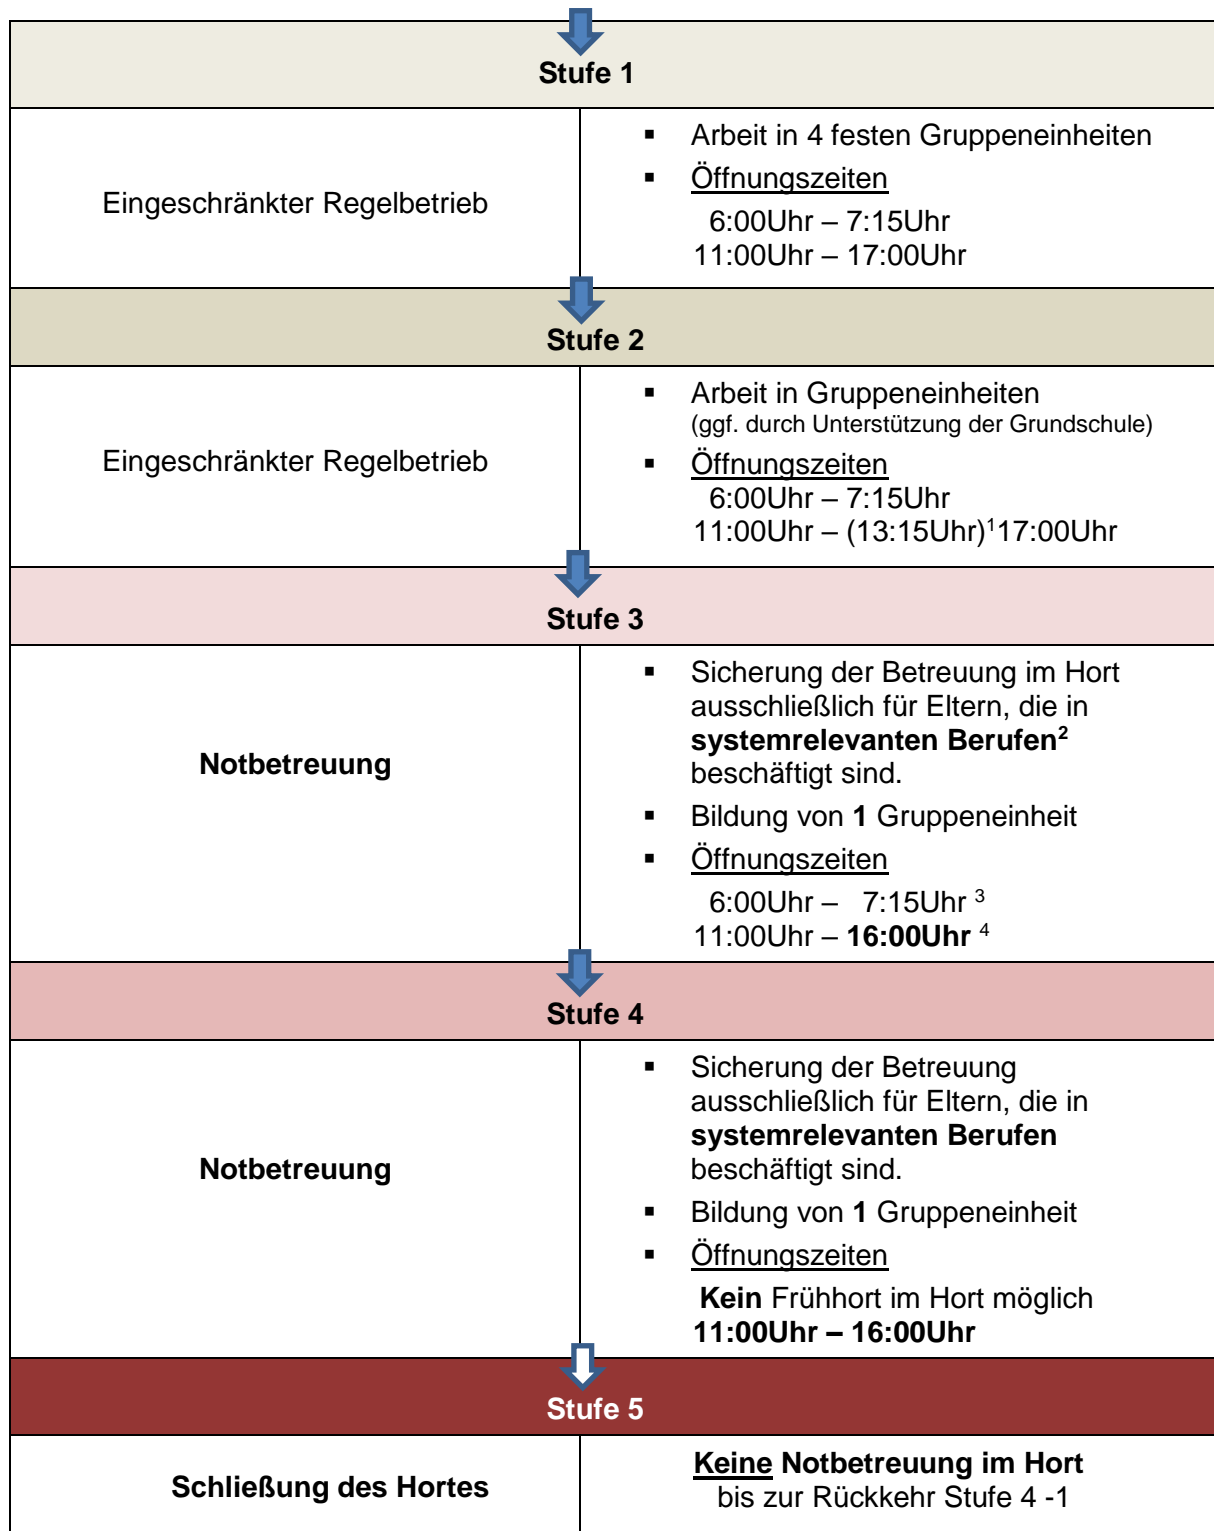 Stufe 1
Eingeschränkter Regelbetrieb
▪ Arbeit in 4 festen Gruppeneinheiten
▪ Öffnungszeiten
6:00Uhr – 7:15Uhr
11:00Uhr – 17:00Uhr
Stufe 2
Eingeschränkter Regelbetrieb
▪ Arbeit in Gruppeneinheiten
(ggf. durch Unterstützung der Grundschule)
▪ Öffnungszeiten
6:00Uhr – 7:15Uhr
11:00Uhr – (13:15Uhr)¹17:00Uhr
Stufe 3
Notbetreuung
▪ Sicherung der Betreuung im Hort
ausschließlich für Eltern, die in
systemrelevanten Berufen²
beschäftigt sind.
▪ Bildung von 1 Gruppeneinheit
▪ Öffnungszeiten
6:00Uhr – 7:15Uhr ³
11:00Uhr – 16:00Uhr ⁴
Stufe 4
Notbetreuung
▪ Sicherung der Betreuung
ausschließlich für Eltern, die in
systemrelevanten Berufen
beschäftigt sind.
▪ Bildung von 1 Gruppeneinheit
▪ Öffnungszeiten
Kein Frühhort im Hort möglich
11:00Uhr – 16:00Uhr
Stufe 5
Schließung des Hortes
Keine Notbetreuung im Hort
bis zur Rückkehr Stufe 4 -1